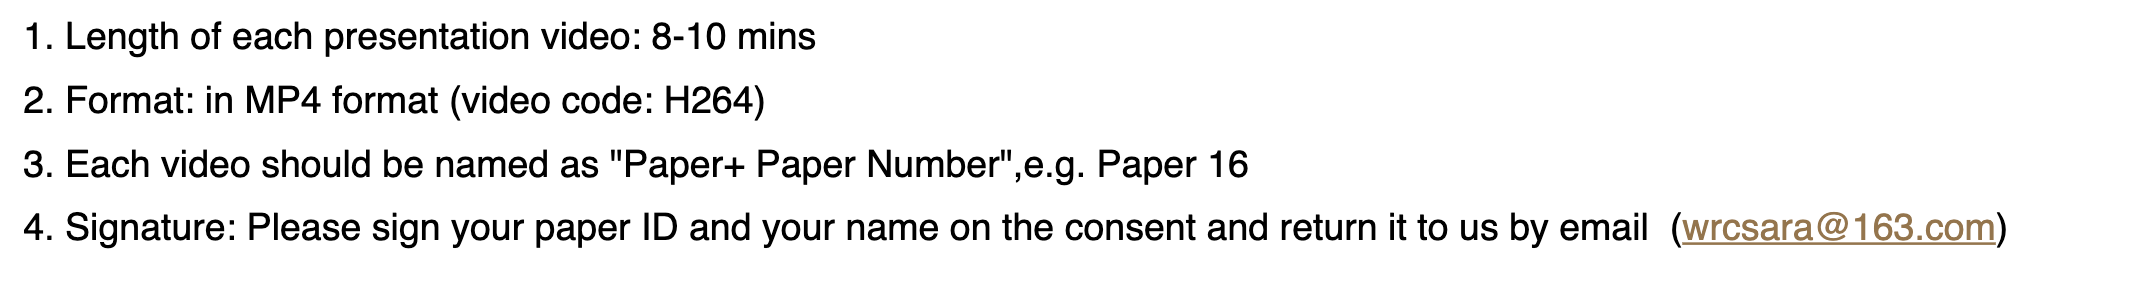 1. Length of each presentation video: 8-10 mins
2. Format: in MP4 format (video code: H264)
3. Each video should be named as "Paper+ Paper Number",e.g. Paper 16
4. Signature: Please sign your paper ID and your name on the consent and return it to us by email  (wrcsara@163.com)